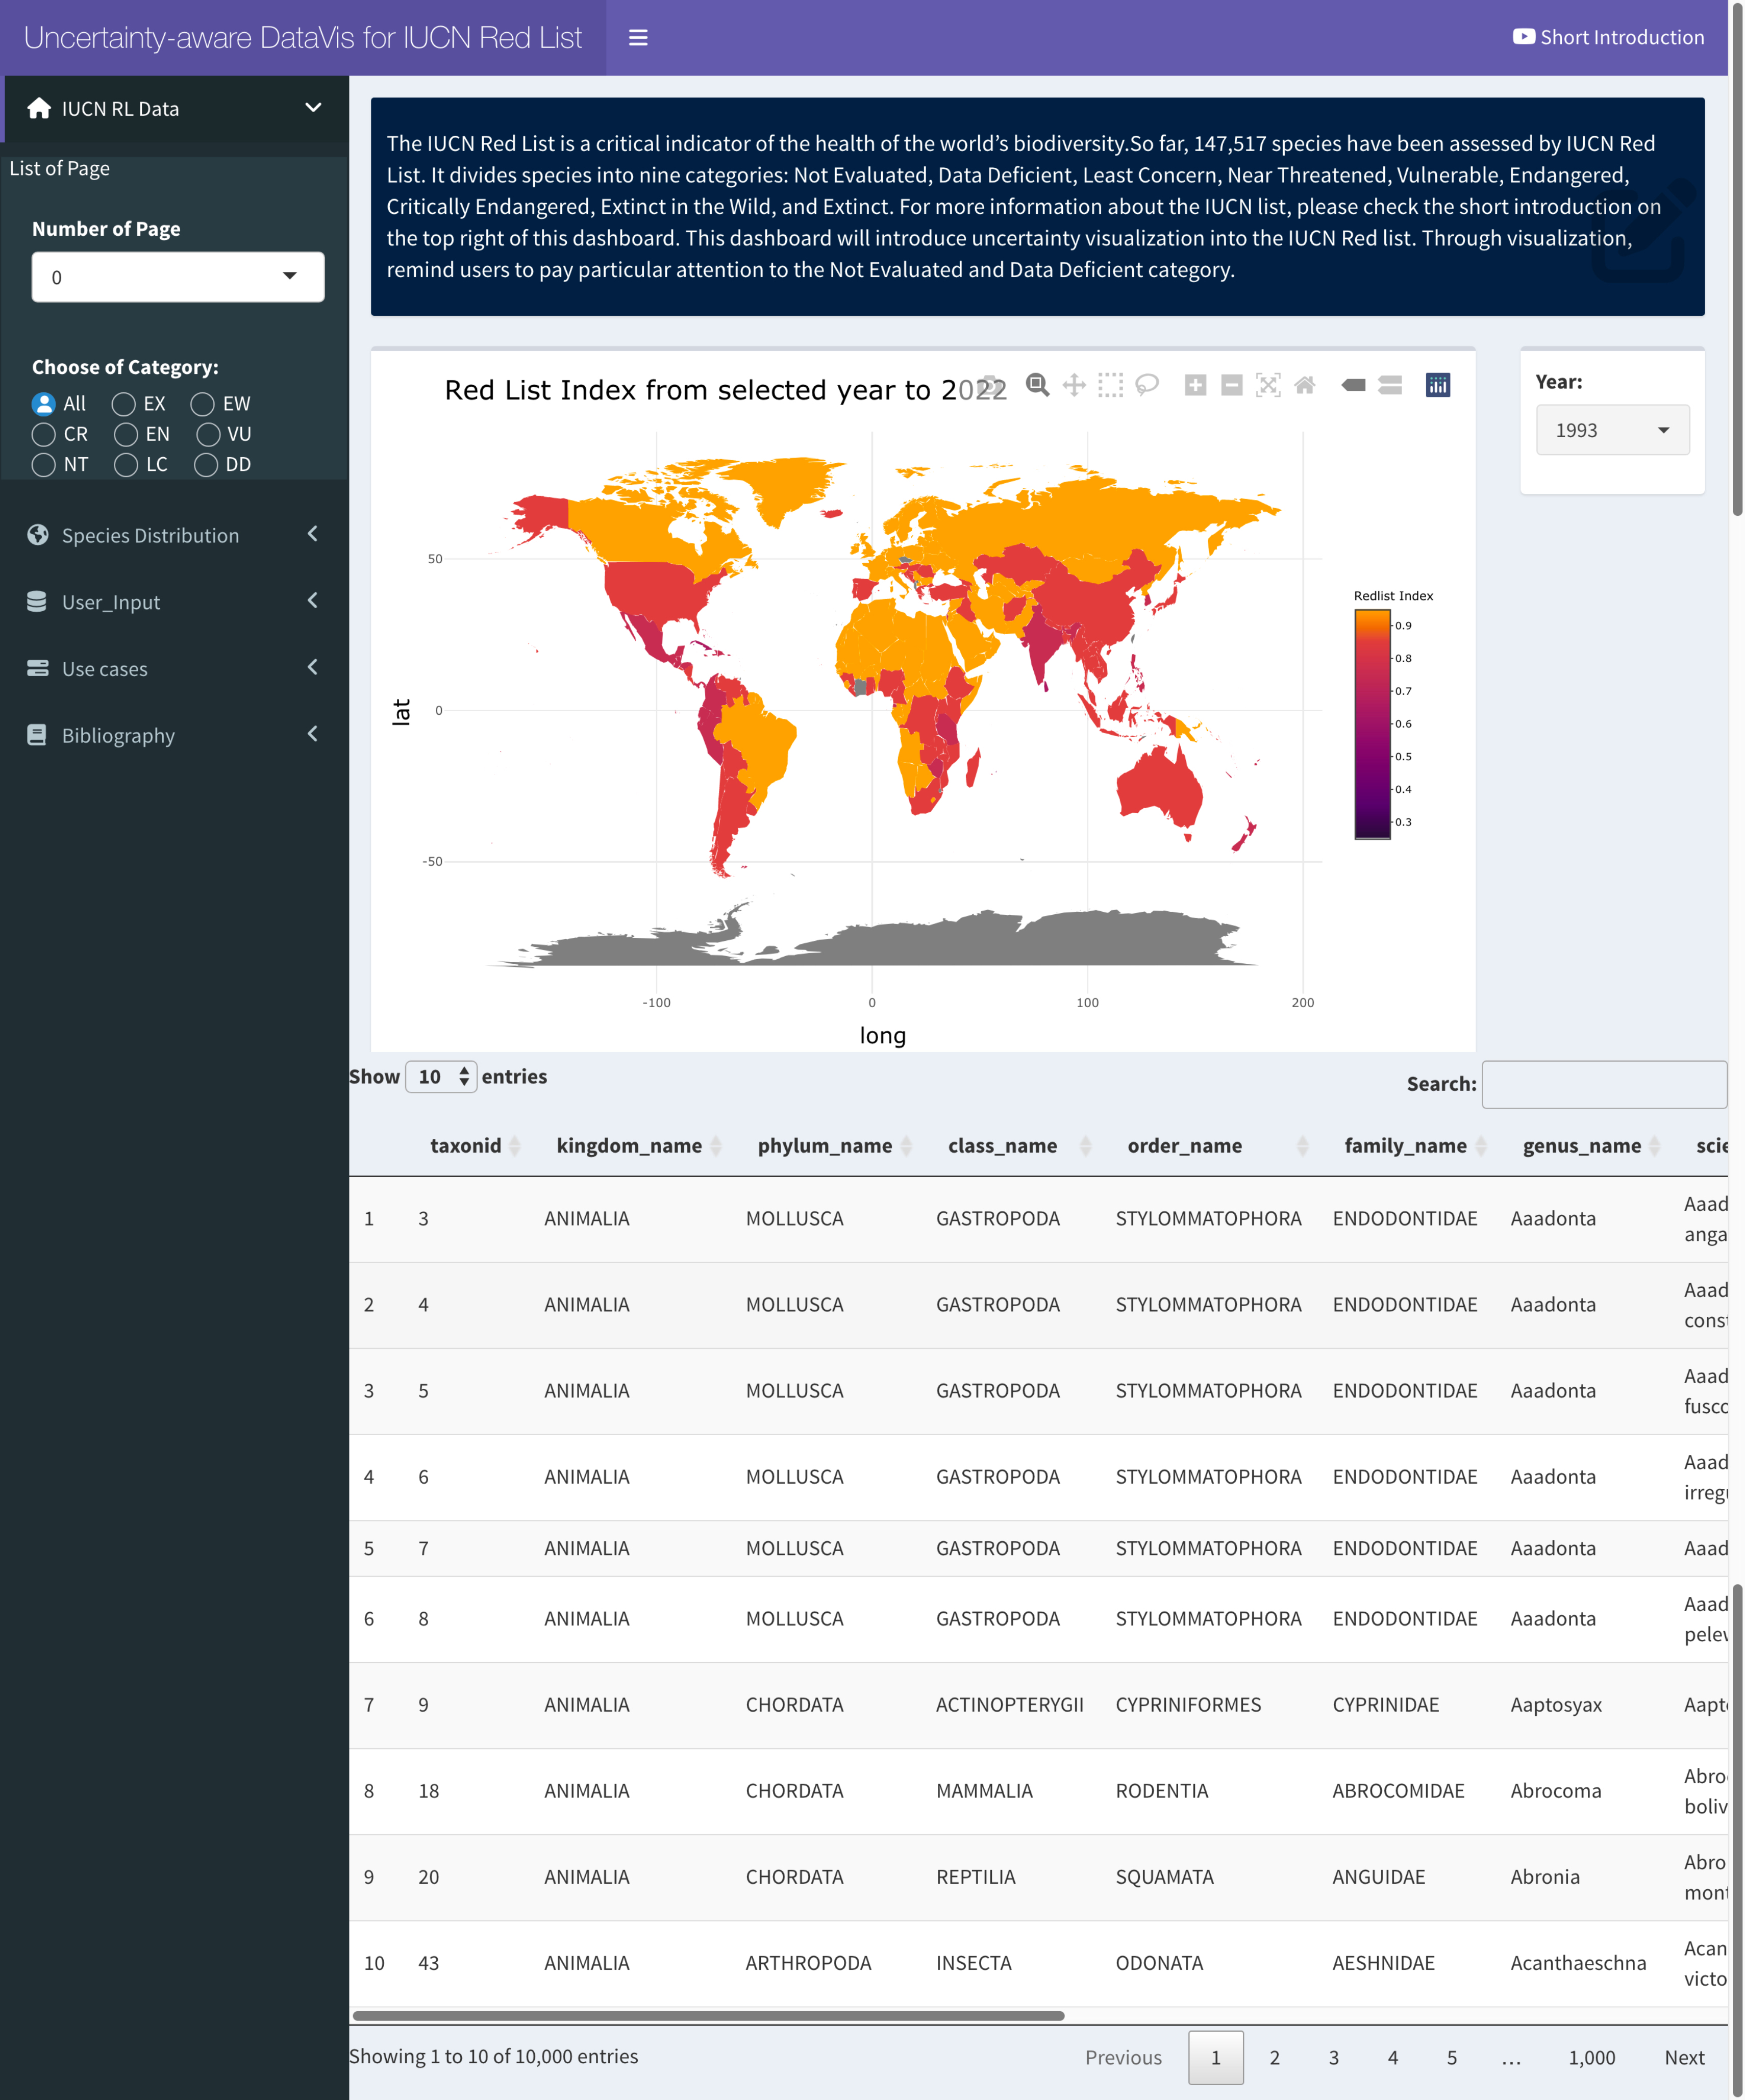 Uncertainty-aware DataVis for IUCN Red List
Short Introduction
IUCN RL Data
List of Page
Number of Page
0
Choose of Category:
All EX EW
CR EN VU
NT LC DD
Species Distribution
User_Input
Use cases
Bibliography
The IUCN Red List is a critical indicator of the health of the world’s biodiversity.So far, 147,517 species have been assessed by IUCN Red
List. It divides species into nine categories: Not Evaluated, Data Deficient, Least Concern, Near Threatened, Vulnerable, Endangered,
Critically Endangered, Extinct in the Wild, and Extinct. For more information about the IUCN list, please check the short introduction on
the top right of this dashboard. This dashboard will introduce uncertainty visualization into the IUCN Red list. Through visualization,
remind users to pay particular attention to the Not Evaluated and Data Deficient category.
Red List Index from selected year to 2022
Year:
1993
50
0
-50
lat
-100 0 100 200
long
Redlist Index
0.9
0.8
0.7
0.6
0.5
0.4
0.3
Show 10 entries
Search:
taxonid kingdom_name phylum_name class_name order_name family_name genus_name scie
1 3 ANIMALIA MOLLUSCA GASTROPODA STYLOMMATOPHORA ENDODONTIDAE Aaadonta Aaad
anga
2 4 ANIMALIA MOLLUSCA GASTROPODA STYLOMMATOPHORA ENDODONTIDAE Aaadonta Aaad
cons
3 5 ANIMALIA MOLLUSCA GASTROPODA STYLOMMATOPHORA ENDODONTIDAE Aaadonta Aaad
fusc
4 6 ANIMALIA MOLLUSCA GASTROPODA STYLOMMATOPHORA ENDODONTIDAE Aaadonta Aaad
irreg
5 7 ANIMALIA MOLLUSCA GASTROPODA STYLOMMATOPHORA ENDODONTIDAE Aaadonta Aaad
6 8 ANIMALIA MOLLUSCA GASTROPODA STYLOMMATOPHORA ENDODONTIDAE Aaadonta Aaad
pele
7 9 ANIMALIA CHORDATA ACTINOPTERYGII CYPRINIFORMES CYPRINIDAE Aaptosyax Aapt
8 18 ANIMALIA CHORDATA MAMMALIA RODENTIA ABROCOMIDAE Abrocoma Abro
boliv
9 20 ANIMALIA CHORDATA REPTILIA SQUAMATA ANGUIDAE Abronia Abro
mon
10 43 ANIMALIA ARTHROPODA INSECTA ODONATA AESHNIDAE Acanthaeschna Acan
victo
Showing 1 to 10 of 10,000 entries
Previous 1 2 3 4 5 … 1,000 Next